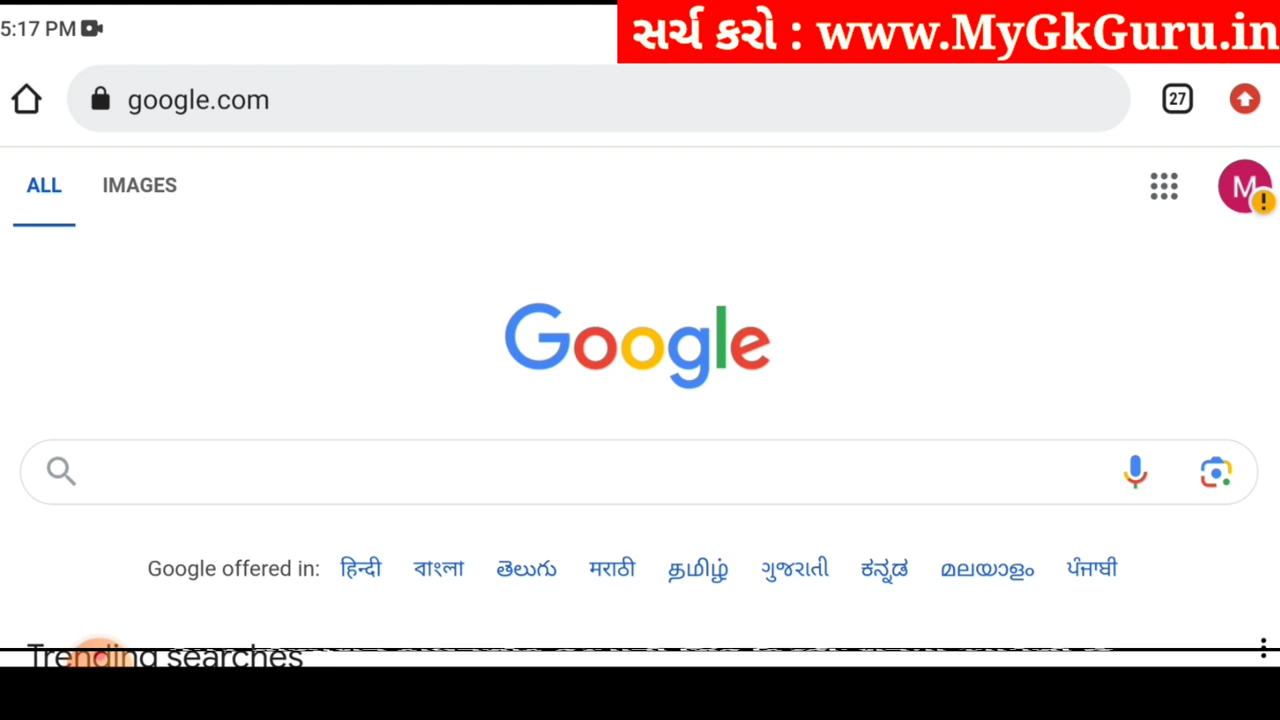 5:17 PM
સર્ચ કરો : www.MyGkGuru.in
google.com
27
ALL IMAGES
M
!
Google
Google offered in: हिन्दी বাংলা తెలుగు मराठी தமிழ் ગુજરાતી ಕನ್ನಡ മലയാളം ਪੰਜਾਬੀ
Trending searches